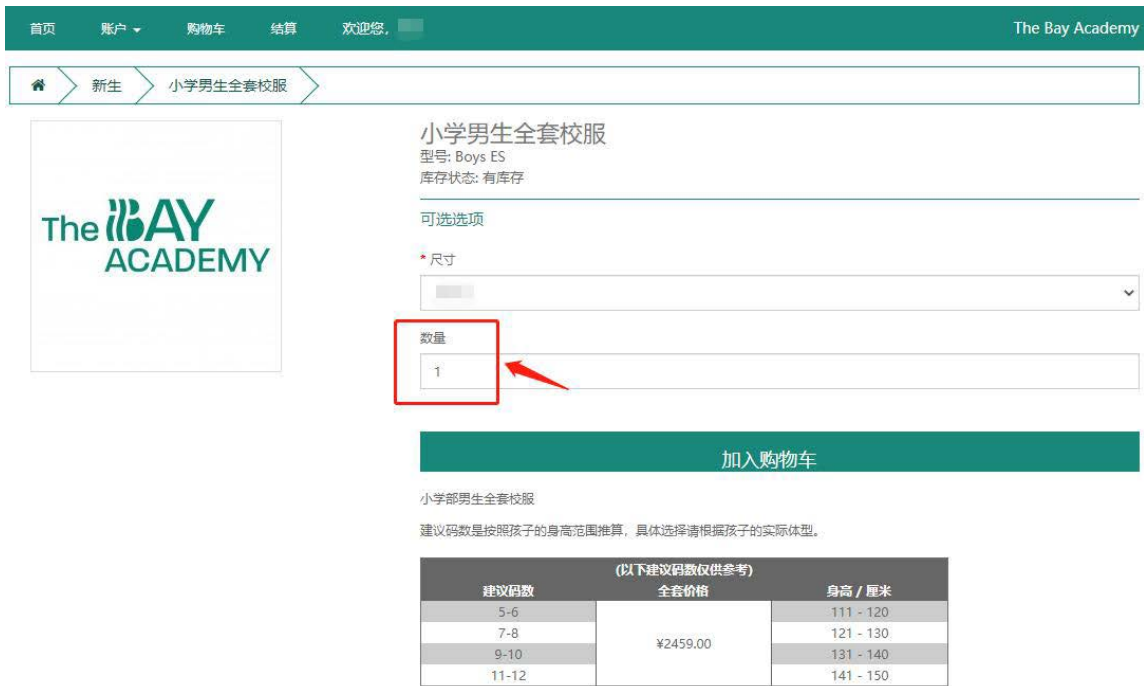 首页 账户 购物车 结算 欢迎您, The Bay Academy
新生 小学男生全套校服
The BAY
ACADEMY
小学男生全套校服
型号: Boys ES
库存状态: 有库存
可选选项
* 尺寸
数量
1
加入购物车
小学部男生全套校服
建议码数是按照孩子的身高范围推算，具体选择请根据孩子的实际体型。
(以下建议码数仅供参考)
建议码数 全套价格 身高 / 厘米
5-6 111 - 120
7-8 121 - 130
¥2459.00
9-10 131 - 140
11-12 141 - 150